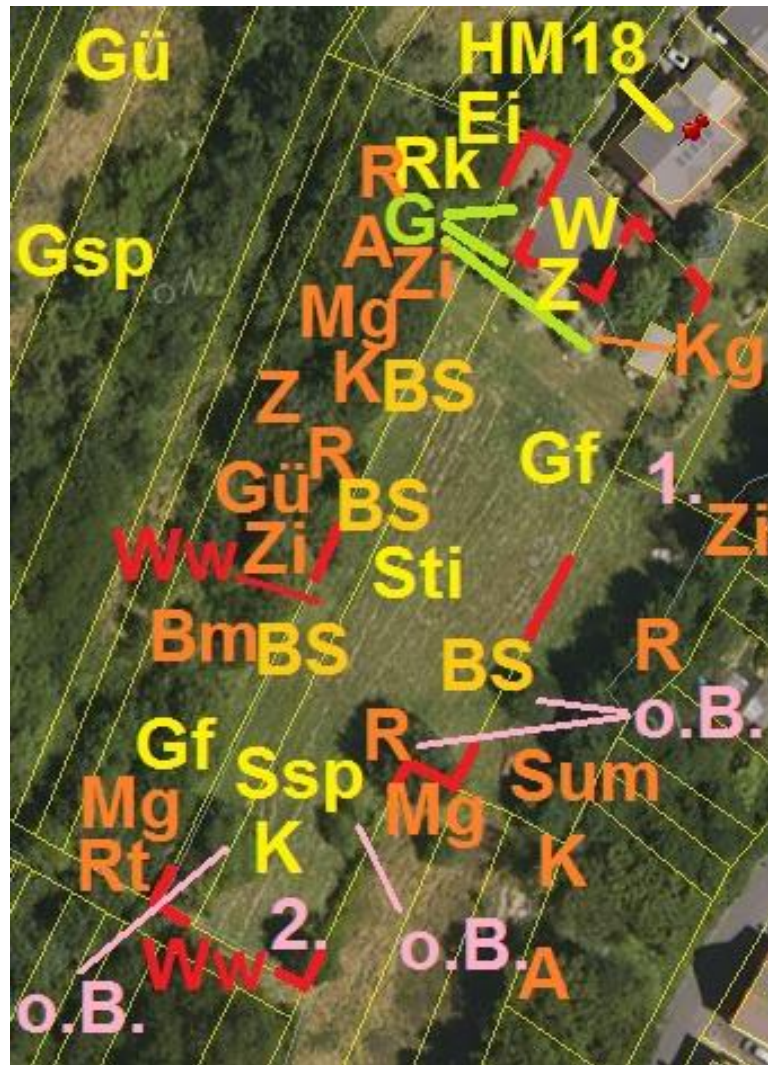 HM18
Gü
Ei
Rk
R
G
W
A
Gsp
Zi
Z
Mg
Kg
K BS
Z
R
Gf
1.
Gü
BS
Zi
Ww Zi
Sti
Bm BS
R
BS
o.B.
R
Gf
Ssp
Sum
Mg
Mg
K
K
Rt
2.
o.B.
Ww
A
o.B.